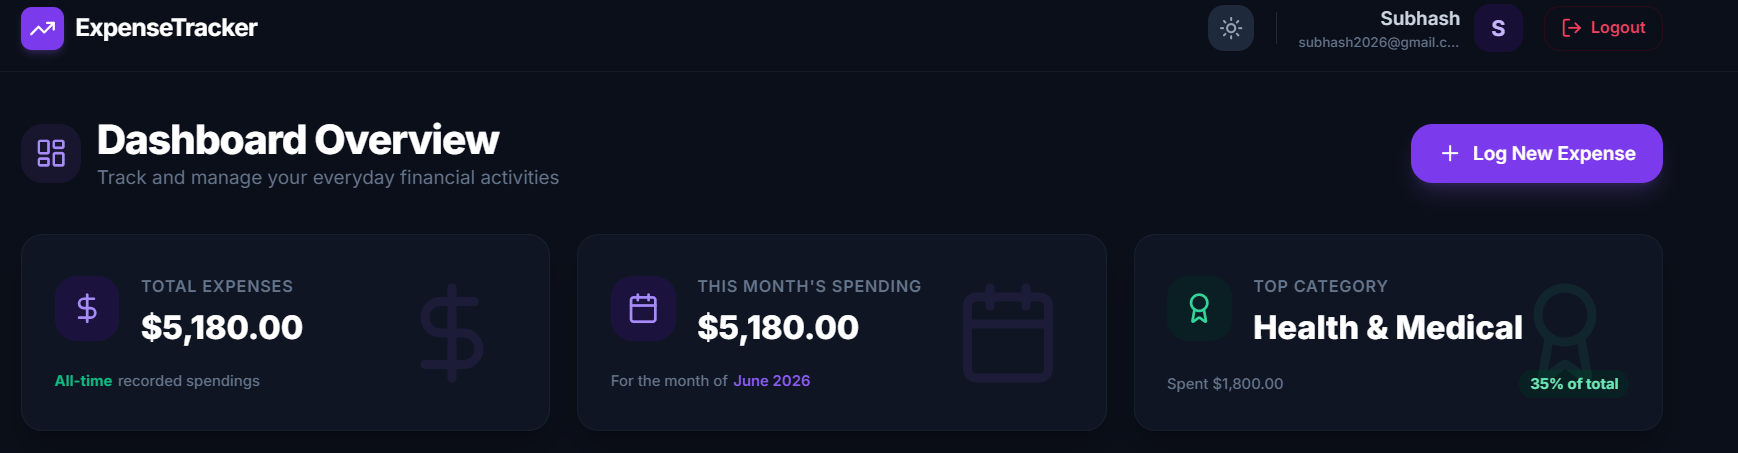 ExpenseTracker
Subhash
subhash2026@gmail.c...
S
Logout
Dashboard Overview
Track and manage your everyday financial activities
+ Log New Expense
TOTAL EXPENSES
$5,180.00
All-time recorded spendings
THIS MONTH'S SPENDING
$5,180.00
For the month of June 2026
TOP CATEGORY
Health & Medical
Spent $1,800.00
35% of total